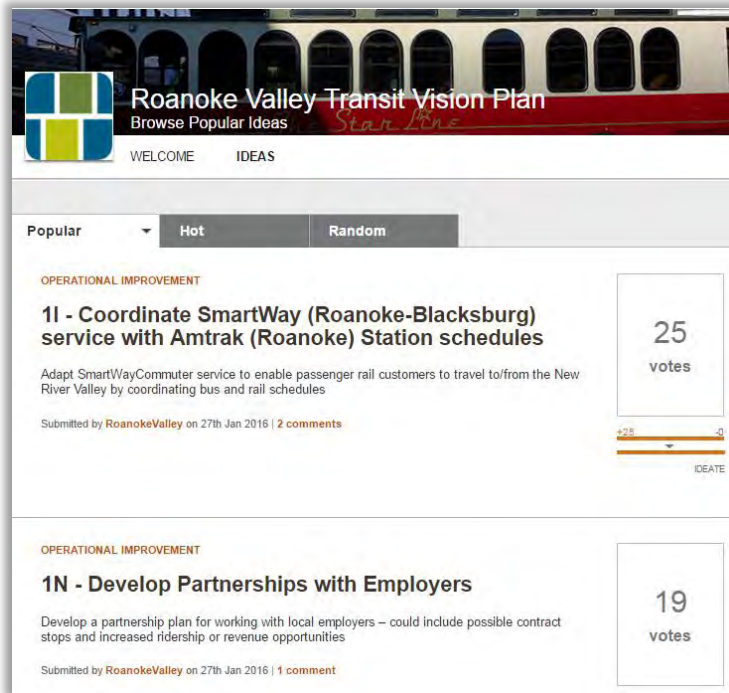 Roanoke Valley Transit Vision Plan
Browse Popular Ideas
Star Line
WELCOME IDEAS
Popular Hot Random
OPERATIONAL IMPROVEMENT
1I - Coordinate SmartWay (Roanoke-Blacksburg)
service with Amtrak (Roanoke) Station schedules
25
votes
Adapt SmartWayCommuter service to enable passenger rail customers to travel to/from the New
River Valley by coordinating bus and rail schedules
Submitted by RoanokeValley on 27th Jan 2016 | 2 comments
+25 -0
IDEATE
OPERATIONAL IMPROVEMENT
1N - Develop Partnerships with Employers
19
votes
Develop a partnership plan for working with local employers – could include possible contract
stops and increased ridership or revenue opportunities
Submitted by RoanokeValley on 27th Jan 2016 | 1 comment